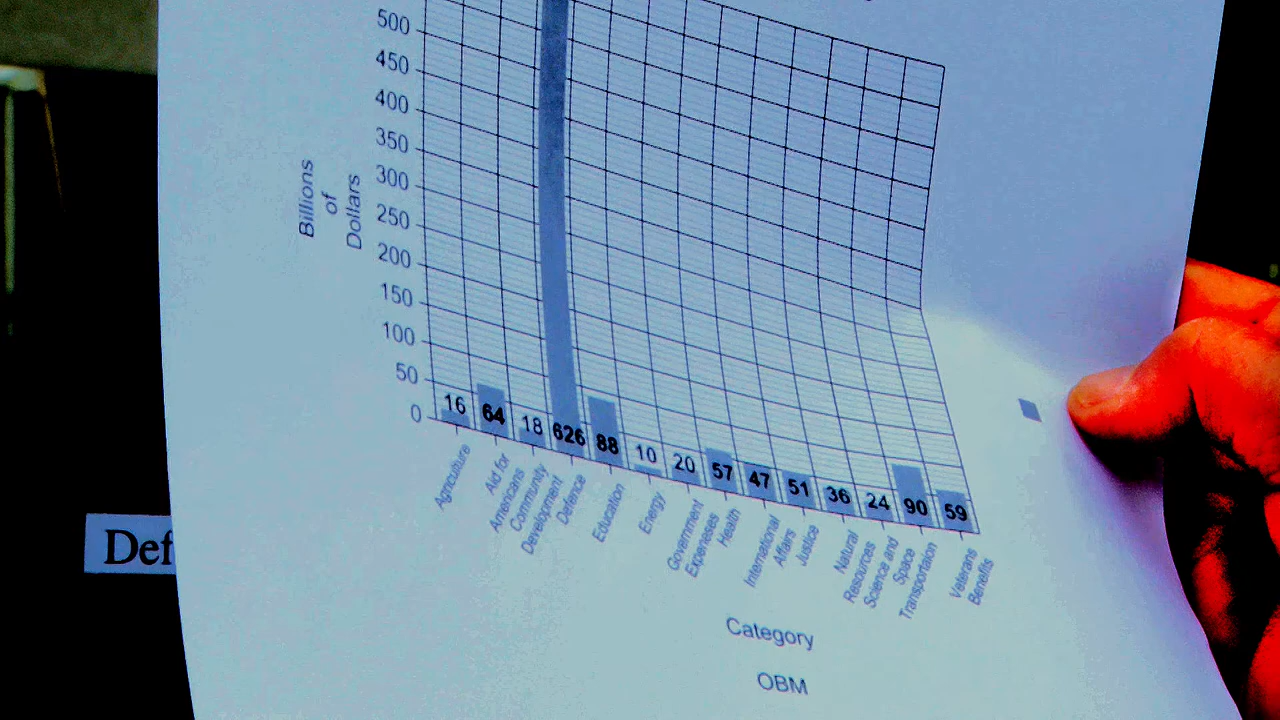 500
450
400
350
300
250
200
150
100
50
0
Billions
of
Dollars
16
64
18
626
88
10
20
57
47
51
36
24
90
59
Agriculture
Aid for
Americans
Community
Development
Defence
Education
Energy
Government
Expenseses
Health
International
Affairs
Justice
Natural
Resources
Science and
Space
Transportation
Veterans
Benefits
Category
OBM
Def